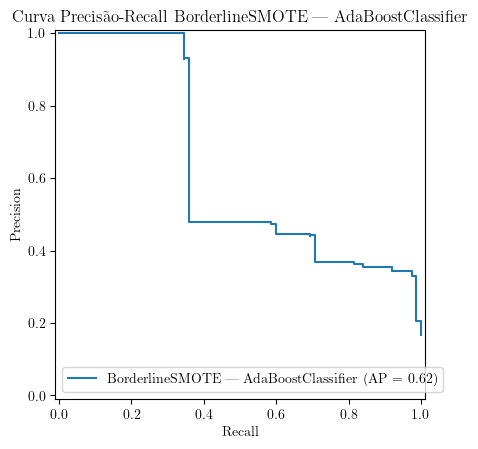 Curva Precisão-Recall BorderlineSMOTE — AdaBoostClassifier
1.0
0.8
0.6
0.4
0.2
0.0
Precision
BorderlineSMOTE — AdaBoostClassifier (AP = 0.62)
0.0 0.2 0.4 0.6 0.8 1.0
Recall